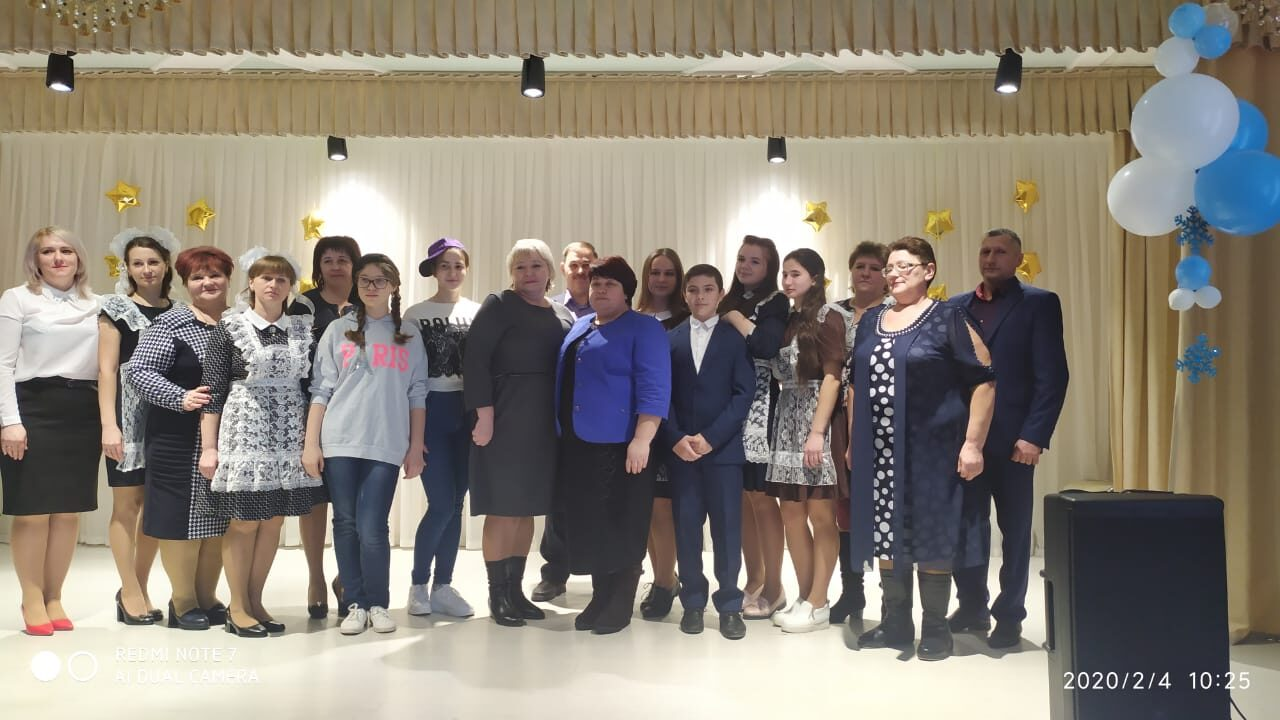 PARIS
REDMI NOTE 7
AI DUAL CAMERA
2020/2/4 10:25